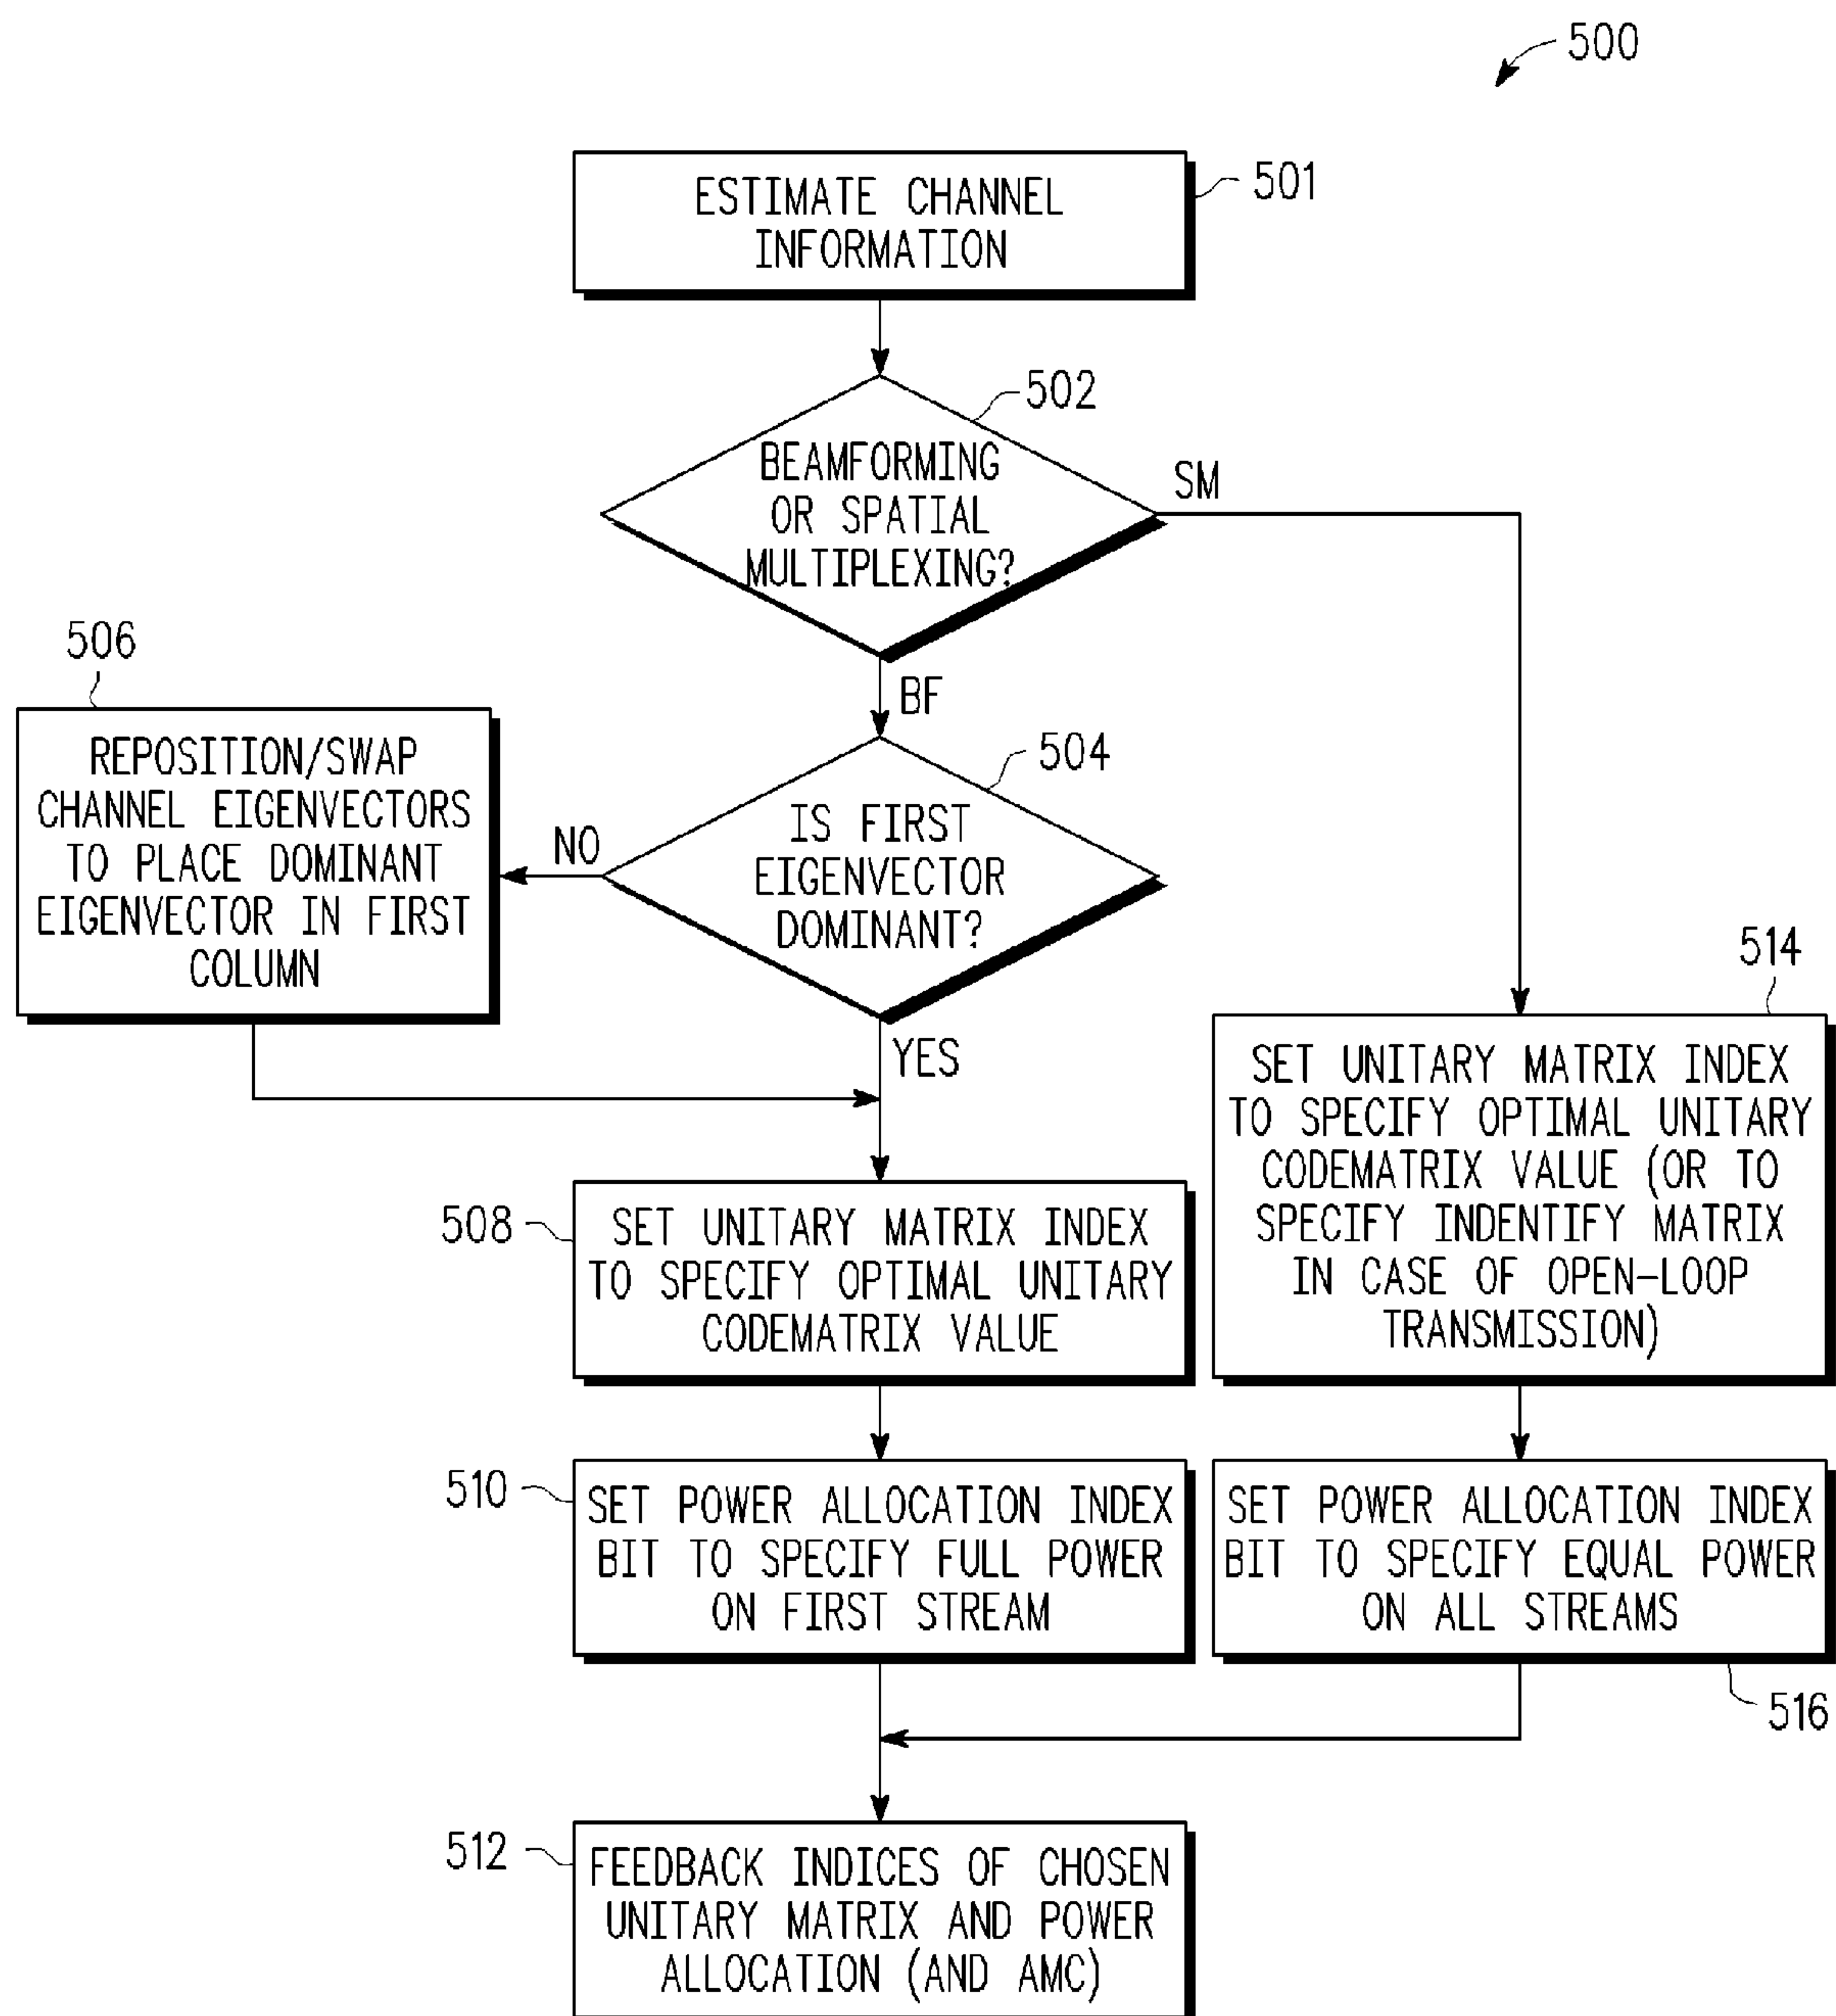 500
ESTIMATE CHANNEL
INFORMATION
501
502
BEAMFORMING
OR SPATIAL
MULTIPLEXING?
SM
BF
506
REPOSITION/SWAP
CHANNEL EIGENVECTORS
TO PLACE DOMINANT
EIGENVECTOR IN FIRST
COLUMN
NO
504
IS FIRST
EIGENVECTOR
DOMINANT?
YES
514
SET UNITARY MATRIX INDEX
TO SPECIFY OPTIMAL UNITARY
CODEMATRIX VALUE (OR TO
SPECIFY INDENTIFY MATRIX
IN CASE OF OPEN-LOOP
TRANSMISSION)
508
SET UNITARY MATRIX INDEX
TO SPECIFY OPTIMAL UNITARY
CODEMATRIX VALUE
510
SET POWER ALLOCATION INDEX
BIT TO SPECIFY FULL POWER
ON FIRST STREAM
SET POWER ALLOCATION INDEX
BIT TO SPECIFY EQUAL POWER
ON ALL STREAMS
516
512
FEEDBACK INDICES OF CHOSEN
UNITARY MATRIX AND POWER
ALLOCATION (AND AMC)